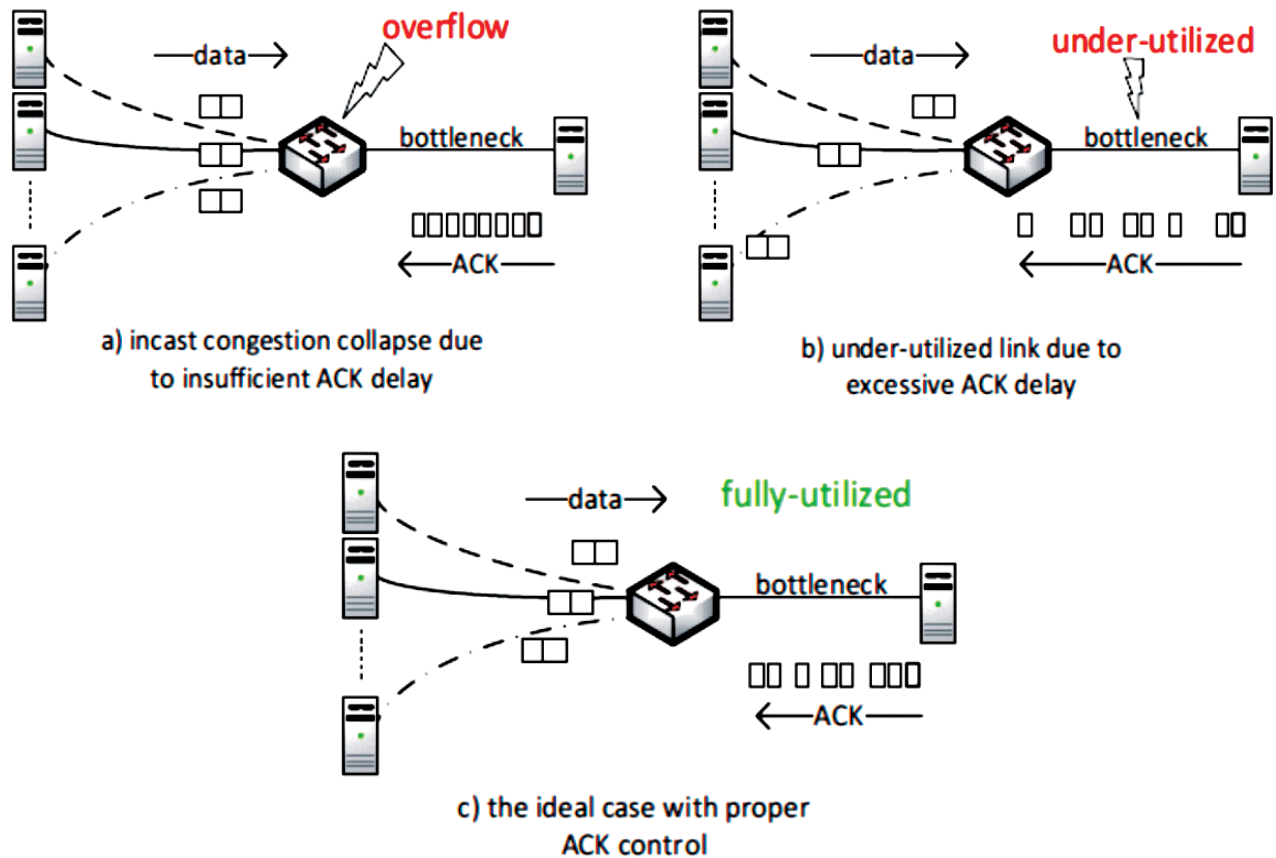 overflow
data
bottleneck
ACK
a) incast congestion collapse due
to insufficient ACK delay
under-utilized
data
bottleneck
ACK
b) under-utilized link due to
excessive ACK delay
data
fully-utilized
bottleneck
ACK
c) the ideal case with proper
ACK control